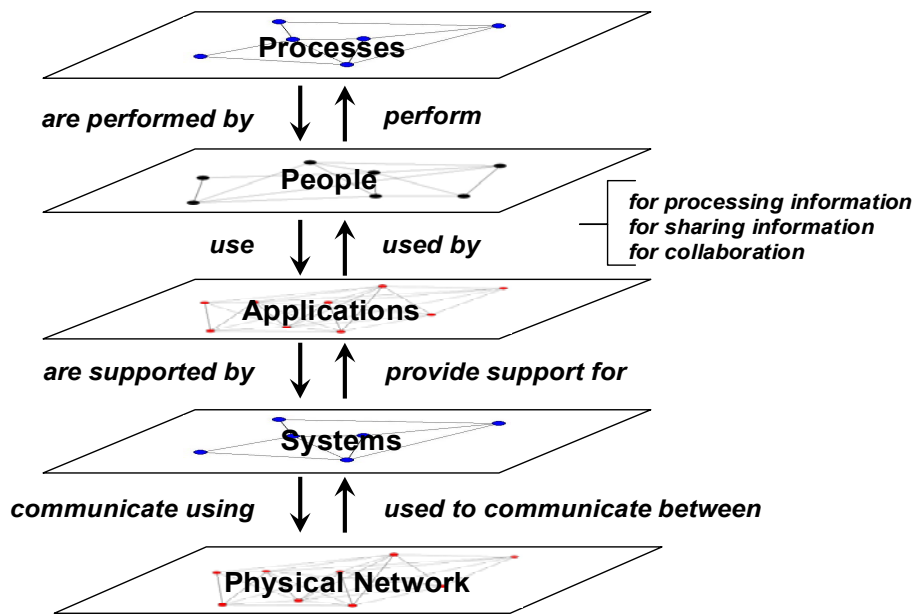 Processes
are performed by
perform
People
for processing information
for sharing information
for collaboration
use
used by
Applications
are supported by
provide support for
Systems
communicate using
used to communicate between
Physical Network